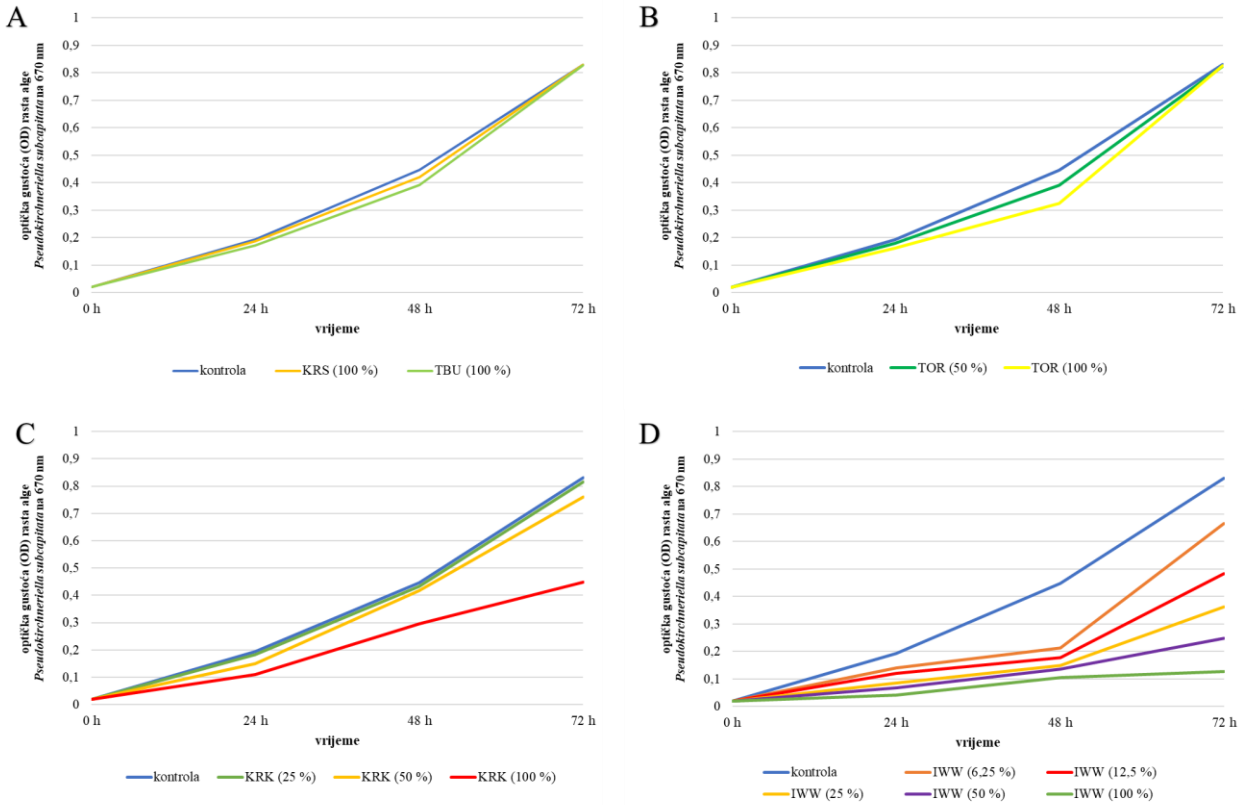 A
optička gustoća (OD) rasta alge
Pseudokirchneriella subcapitata na 670 nm
1
0,9
0,8
0,7
0,6
0,5
0,4
0,3
0,2
0,1
0
0 h 24 h 48 h 72 h
vrijeme
kontrola KRS (100 %) TBU (100 %)
B
optička gustoća (OD) rasta alge
Pseudokirchneriella subcapitata na 670 nm
1
0,9
0,8
0,7
0,6
0,5
0,4
0,3
0,2
0,1
0
0 h 24 h 48 h 72 h
vrijeme
kontrola TOR (50 %) TOR (100 %)
C
optička gustoća (OD) rasta alge
Pseudokirchneriella subcapitata na 670 nm
1
0,9
0,8
0,7
0,6
0,5
0,4
0,3
0,2
0,1
0
0 h 24 h 48 h 72 h
vrijeme
kontrola KRK (25 %) KRK (50 %) KRK (100 %)
D
optička gustoća (OD) rasta alge
Pseudokirchneriella subcapitata na 670 nm
1
0,9
0,8
0,7
0,6
0,5
0,4
0,3
0,2
0,1
0
0 h 24 h 48 h 72 h
vrijeme
kontrola IWW (6,25 %) IWW (12,5 %)
IWW (25 %) IWW (50 %) IWW (100 %)